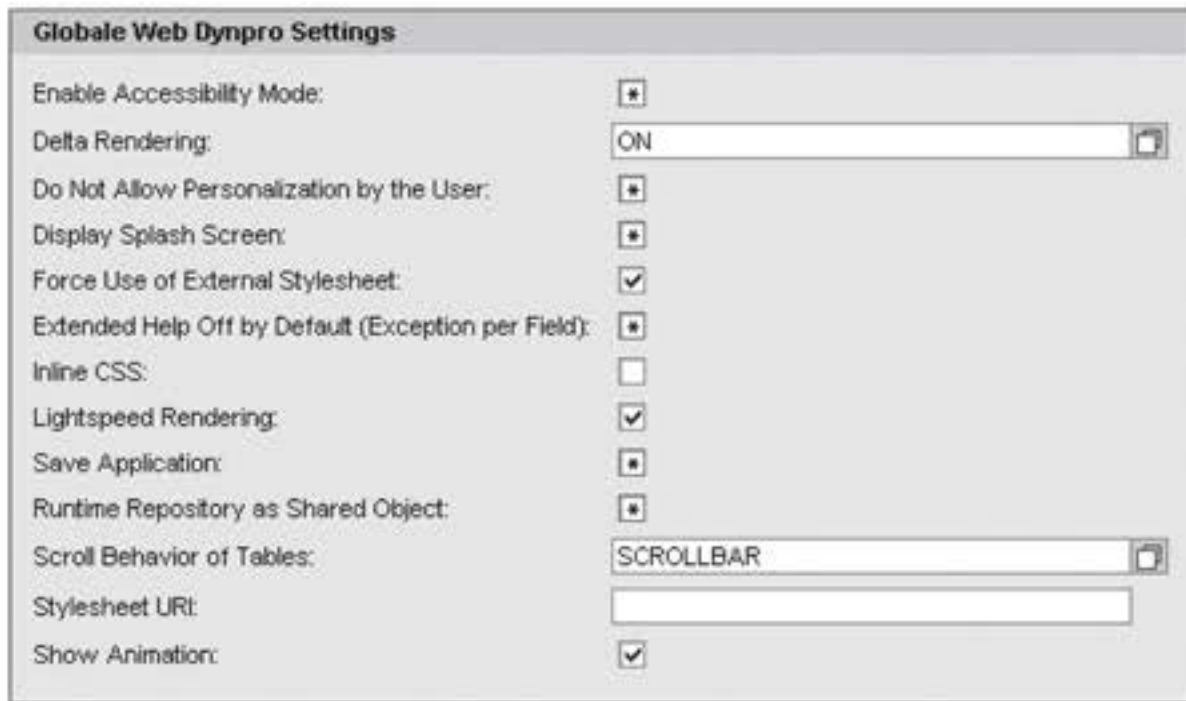 Globale Web Dynpro Settings
Enable Accessibility Mode:
Delta Rendering: ON
Do Not Allow Personalization by the User:
Display Splash Screen:
Force Use of External Stylesheet:
Extended Help Off by Default (Exception per Field):
Inline CSS:
Lightspeed Rendering:
Save Application:
Runtime Repository as Shared Object:
Scroll Behavior of Tables: SCROLLBAR
Stylesheet URI:
Show Animation: